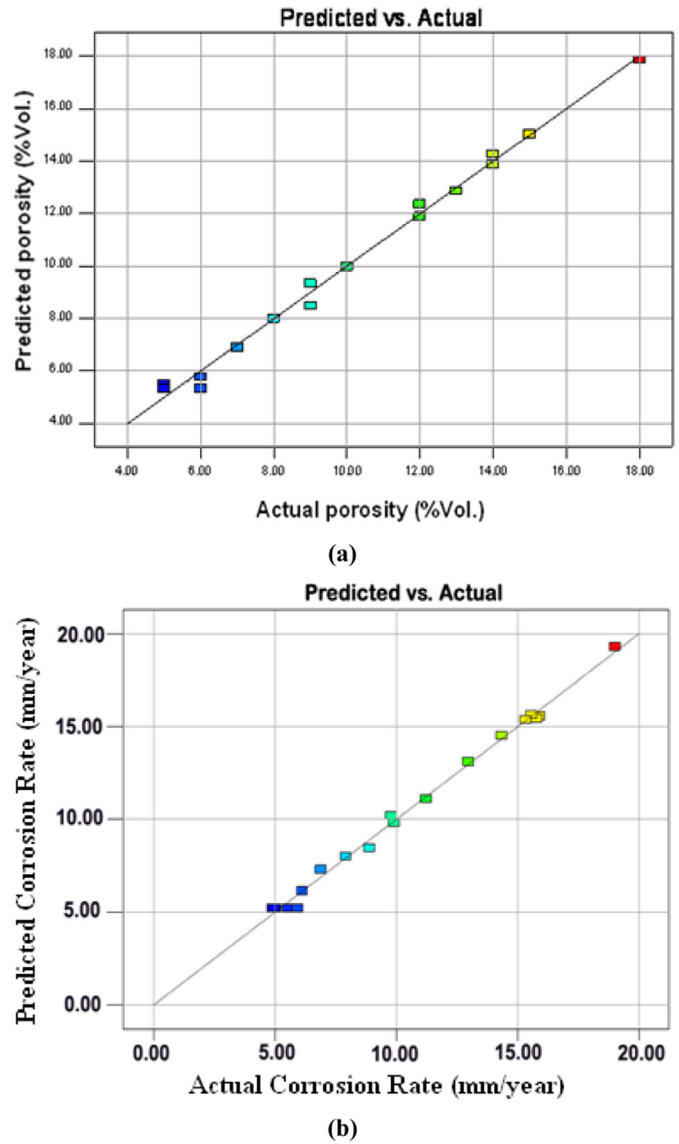 Predicted vs. Actual
18.00
16.00
14.00
12.00
10.00
8.00
6.00
4.00
Predicted porosity (%Vol.)
4.00 6.00 8.00 10.00 12.00 14.00 16.00 18.00
Actual porosity (%Vol.)
(a)
Predicted vs. Actual
20.00
15.00
10.00
5.00
0.00
Predicted Corrosion Rate (mm/year)
0.00 5.00 10.00 15.00 20.00
Actual Corrosion Rate (mm/year)
(b)